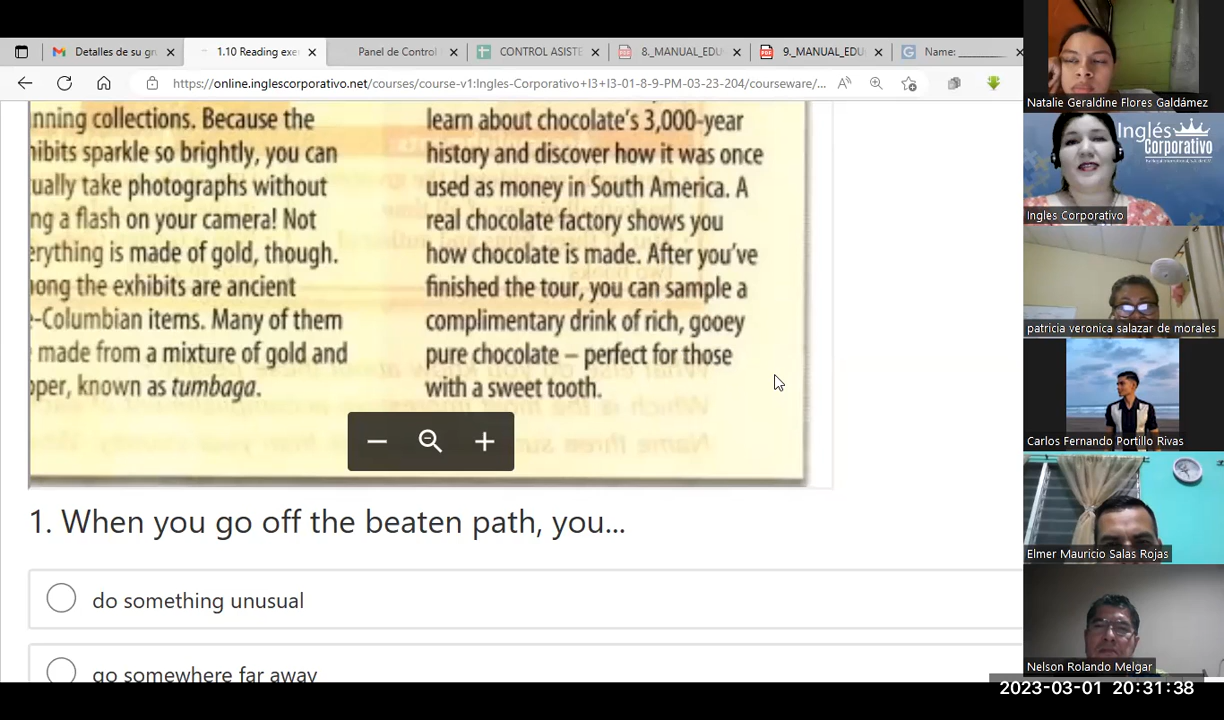 Detalles de su gr
1.10 Reading exe
Panel de Control
CONTROL ASISTE
8._MANUAL_EDU
9._MANUAL_EDU
Name: ________
https://online.inglescorporativo.net/courses/course-v1:Ingles-Corporativo+I3+I3-01-8-9-PM-03-23-204/courseware/...
nning collections. Because the
hibits sparkle so brightly, you can
tually take photographs without
ng a flash on your camera! Not
erything is made of gold, though.
ong the exhibits are ancient
e-Columbian items. Many of them
made from a mixture of gold and
pper, known as tumbaga.
learn about chocolate's 3,000-year
history and discover how it was once
used as money in South America. A
real chocolate factory shows you
how chocolate is made. After you've
finished the tour, you can sample a
complimentary drink of rich, gooey
pure chocolate – perfect for those
with a sweet tooth.
1. When you go off the beaten path, you...
do something unusual
go somewhere far away
Natalie Geraldine Flores Galdámez
Inglés
Corporativo
Ingles Corporativo
patricia veronica salazar de morales
Carlos Fernando Portillo Rivas
Elmer Mauricio Salas Rojas
Nelson Rolando Melgar
2023-03-01 20:31:38